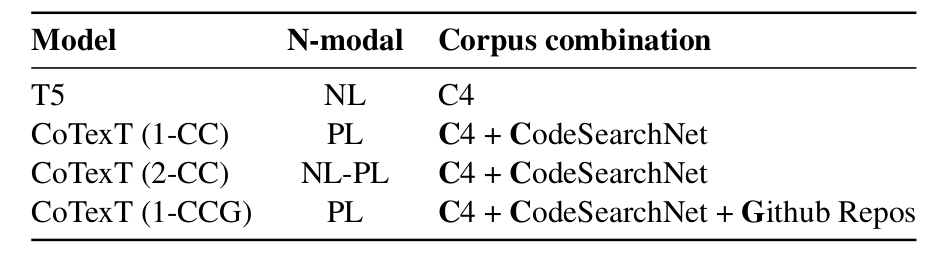 Model N-modal Corpus combination
T5 NL C4
CoTexT (1-CC) PL C4 + CodeSearchNet
CoTexT (2-CC) NL-PL C4 + CodeSearchNet
CoTexT (1-CCG) PL C4 + CodeSearchNet + Github Repos